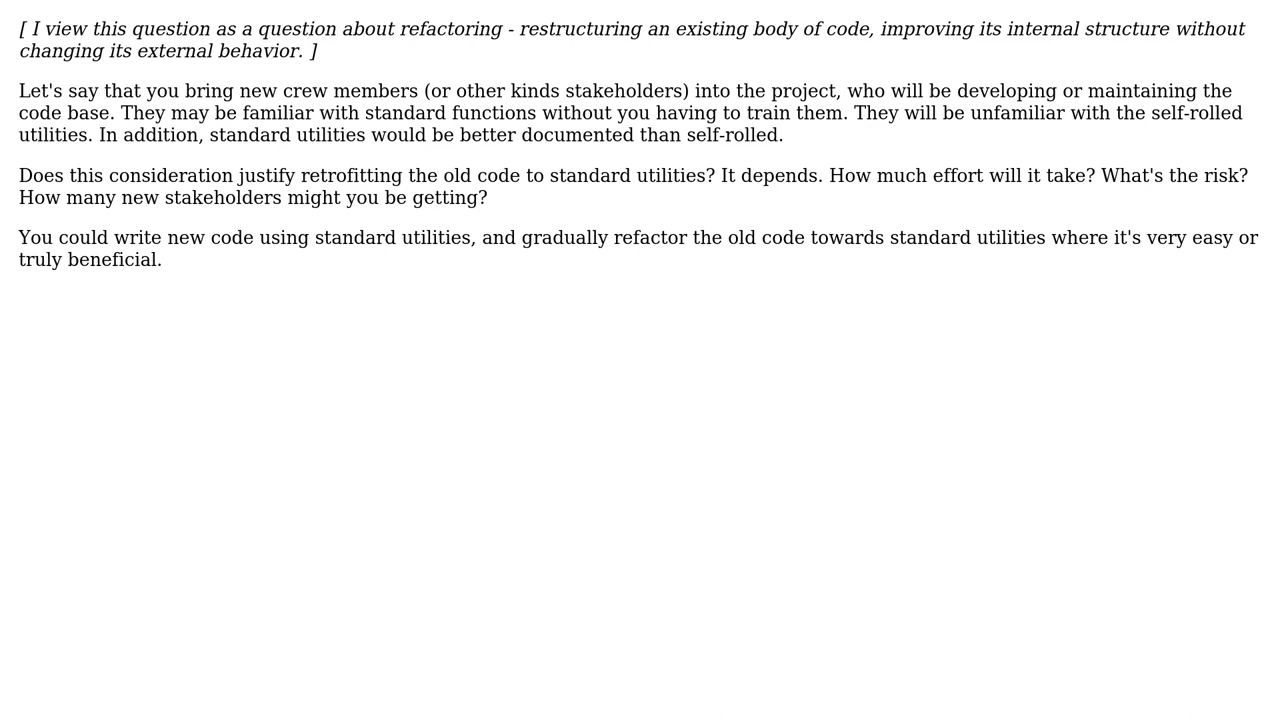 [ I view this question as a question about refactoring - restructuring an existing body of code, improving its internal structure without
changing its external behavior. ]
Let's say that you bring new crew members (or other kinds stakeholders) into the project, who will be developing or maintaining the
code base. They may be familiar with standard functions without you having to train them. They will be unfamiliar with the self-rolled
utilities. In addition, standard utilities would be better documented than self-rolled.
Does this consideration justify retrofitting the old code to standard utilities? It depends. How much effort will it take? What's the risk?
How many new stakeholders might you be getting?
You could write new code using standard utilities, and gradually refactor the old code towards standard utilities where it's very easy or
truly beneficial.